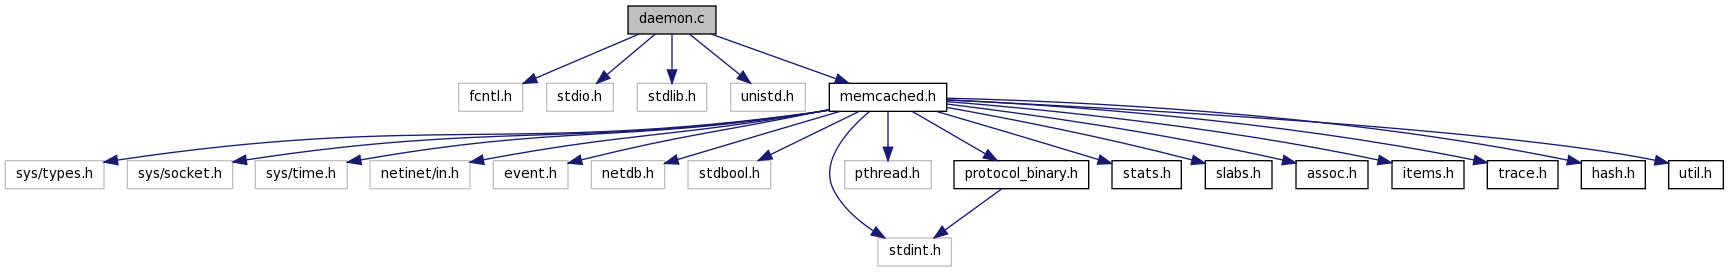 daemon.c
fcntl.h
stdio.h
stdlib.h
unistd.h
memcached.h
sys/types.h
sys/socket.h
sys/time.h
netinet/in.h
event.h
netdb.h
stdbool.h
pthread.h
protocol_binary.h
stats.h
slabs.h
assoc.h
items.h
trace.h
hash.h
util.h
stdint.h